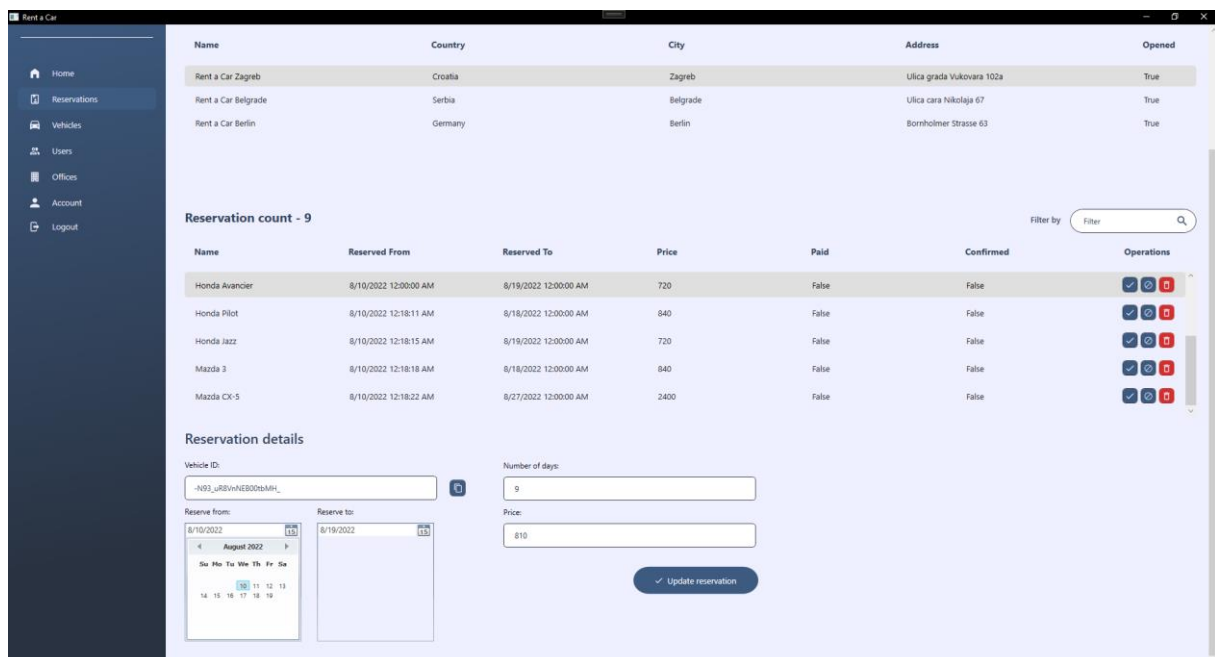 Rent a Car
Home
Reservations
Vehicles
Users
Offices
Account
Logout
Name Country City Address Opened
Rent a Car Zagreb Croatia Zagreb Ulica grada Vukovara 102a True
Rent a Car Belgrade Serbia Belgrade Ulica cara Nikolaja 67 True
Rent a Car Berlin Germany Berlin Bornholmer Strasse 63 True
Reservation count - 9 Filter by Filter
Name Reserved From Reserved To Price Paid Confirmed Operations
Honda Avancier 8/10/2022 12:00:00 AM 8/19/2022 12:00:00 AM 720 False False
Honda Pilot 8/10/2022 12:18:11 AM 8/18/2022 12:00:00 AM 840 False False
Honda Jazz 8/10/2022 12:18:15 AM 8/19/2022 12:00:00 AM 720 False False
Mazda 3 8/10/2022 12:18:18 AM 8/18/2022 12:00:00 AM 840 False False
Mazda CX-5 8/10/2022 12:18:22 AM 8/27/2022 12:00:00 AM 2400 False False
Reservation details
Vehicle ID: Number of days:
-N93_uR8VnNEB00tbMH_ 9
Reserve from: Reserve to: Price:
8/10/2022 15 8/19/2022 15 810
August 2022
Su Mo Tu We Th Fr Sa
10 11 12 13
14 15 16 17 18 19
Update reservation